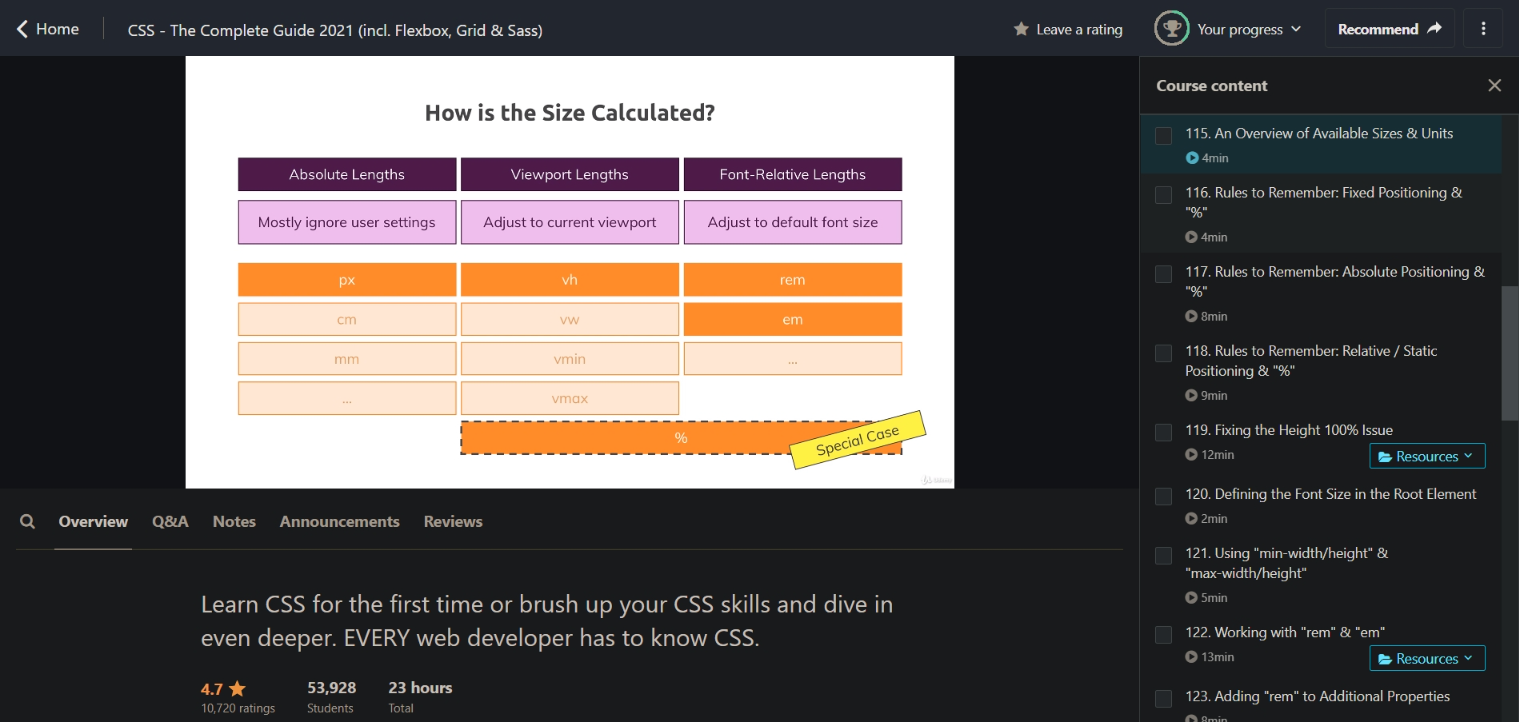 Home
CSS - The Complete Guide 2021 (incl. Flexbox, Grid & Sass)
Leave a rating
Your progress
Recommend
How is the Size Calculated?
Absolute Lengths
Viewport Lengths
Font-Relative Lengths
Mostly ignore user settings
Adjust to current viewport
Adjust to default font size
px
vh
rem
cm
vw
em
mm
vmin
...
...
vmax
%
Special Case
Course content
115. An Overview of Available Sizes & Units
4min
116. Rules to Remember: Fixed Positioning &
"%"
4min
117. Rules to Remember: Absolute Positioning &
"%"
8min
118. Rules to Remember: Relative / Static
Positioning & "%"
9min
119. Fixing the Height 100% Issue
12min
Resources
120. Defining the Font Size in the Root Element
2min
121. Using "min-width/height" &
"max-width/height"
5min
122. Working with "rem" & "em"
13min
Resources
123. Adding "rem" to Additional Properties
8min
Overview
Q&A
Notes
Announcements
Reviews
Learn CSS for the first time or brush up your CSS skills and dive in
even deeper. EVERY web developer has to know CSS.
4.7
53,928
23 hours
10,720 ratings
Students
Total